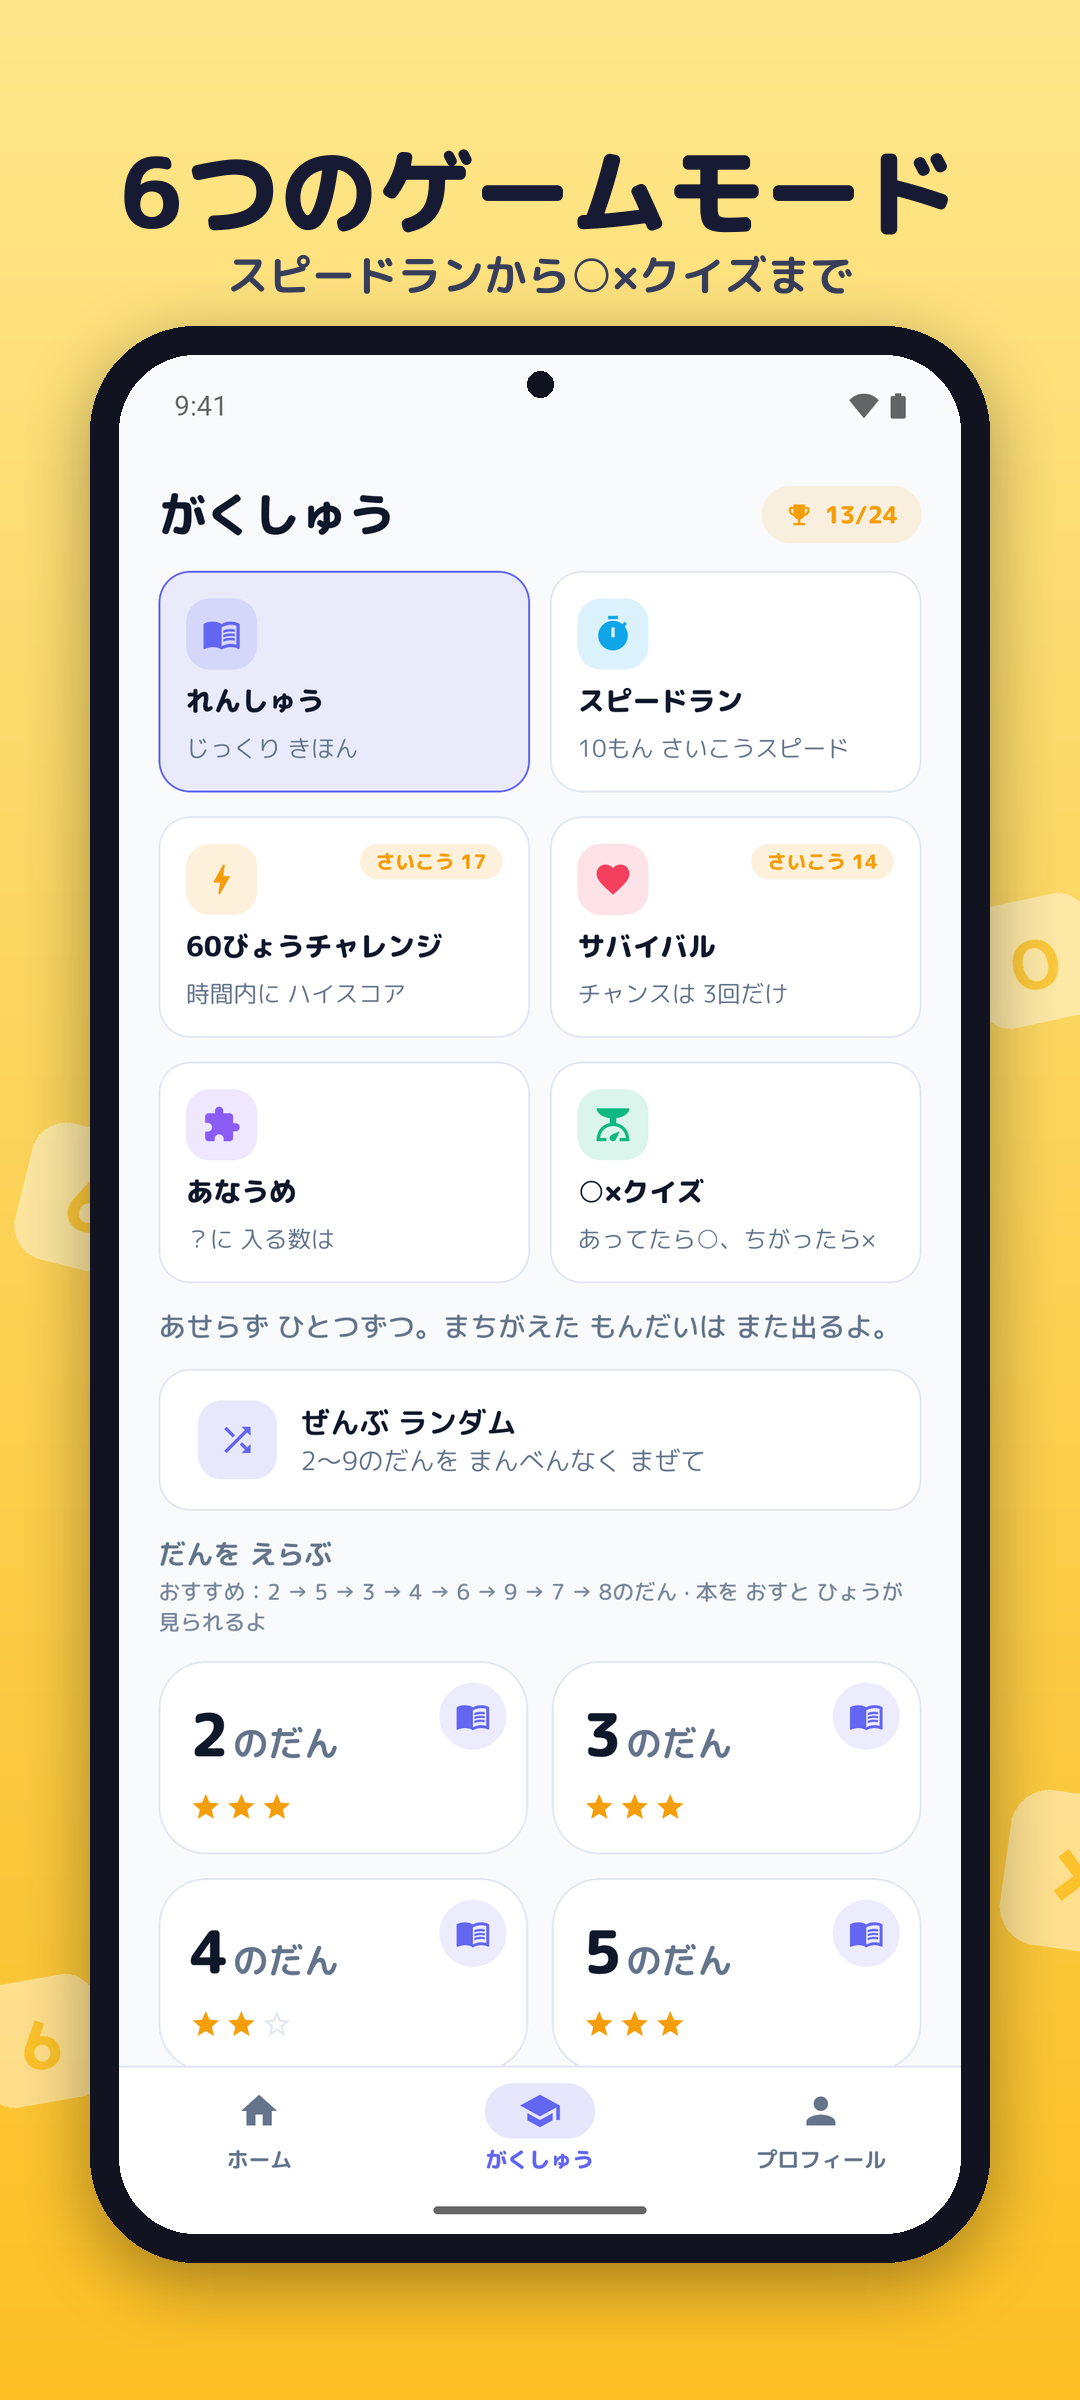 6つのゲームモード
スピードランから○×クイズまで
9:41
がくしゅう
13/24
れんしゅう
じっくり きほん
スピードラン
10もん さいこうスピード
さいこう 17
60びょうチャレンジ
時間内に ハイスコア
さいこう 14
サバイバル
チャンスは 3回だけ
あなうめ
？に 入る数は
○×クイズ
あってたら○、ちがったら×
あせらず ひとつずつ。まちがえた もんだいは また出るよ。
ぜんぶ ランダム
2〜9のだんを まんべんなく まぜて
だんを えらぶ
おすすめ：2 → 5 → 3 → 4 → 6 → 9 → 7 → 8のだん · 本を おすと ひょうが
見られるよ
2のだん
3のだん
4のだん
5のだん
ホーム
がくしゅう
プロフィール
0
6
×
6